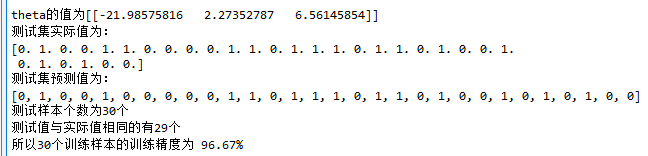 theta的值为[[-21.98575816   2.27352787   6.56145854]]
测试集实际值为:
[0. 1. 0. 0. 1. 1. 0. 0. 0. 0. 1. 1. 0. 1. 1. 1. 0. 1. 1. 0. 1. 0. 0. 1.
 0. 1. 0. 1. 0. 0.]
测试集预测值为:
[0, 1, 0, 0, 1, 0, 0, 0, 0, 0, 1, 1, 0, 1, 1, 1, 0, 1, 1, 0, 1, 0, 0, 1, 0, 1, 0, 1, 0, 0]
测试样本个数为30个
测试值与实际值相同的有29个
所以30个训练样本的训练精度为 96.67%